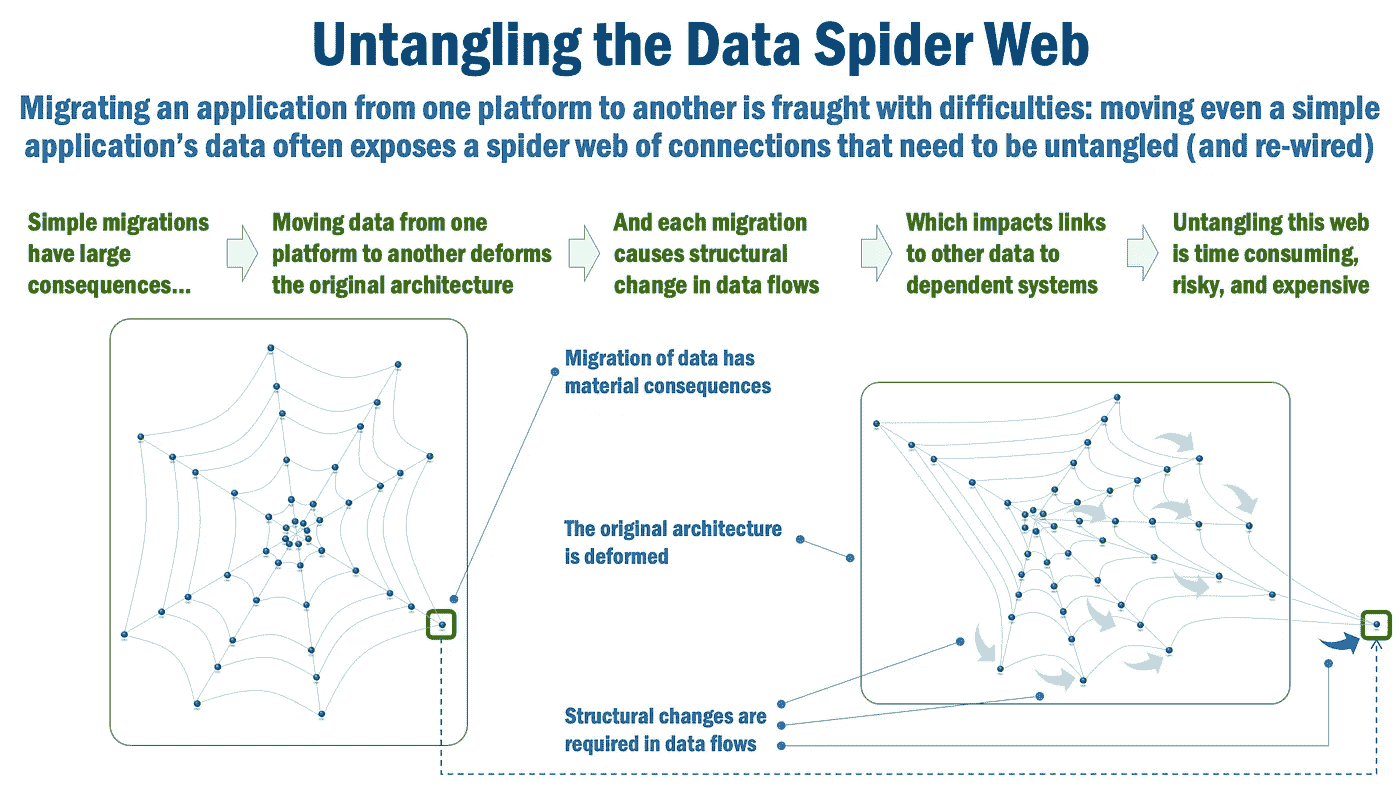 Untangling the Data Spider Web
Migrating an application from one platform to another is fraught with difficulties: moving even a simple
application’s data often exposes a spider web of connections that need to be untangled (and re-wired)
Simple migrations
have large
consequences...
Moving data from one
platform to another deforms
the original architecture
And each migration
causes structural
change in data flows
Which impacts links
to other data to
dependent systems
Untangling this web
is time consuming,
risky, and expensive
Migration of data has
material consequences
The original architecture
is deformed
Structural changes are
required in data flows